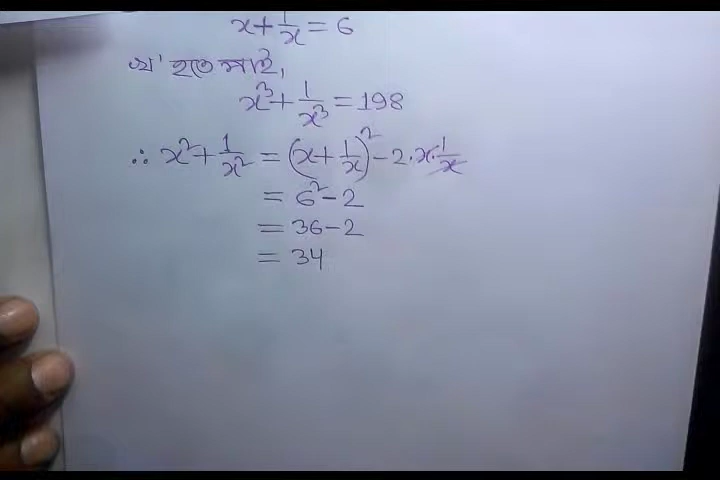 x + 1/x = 6
'খ' হতে পাই,
x³ + 1/x³ = 198
∴ x² + 1/x² = (x + 1/x)² - 2·x·1/x
= 6² - 2
= 36 - 2
= 34